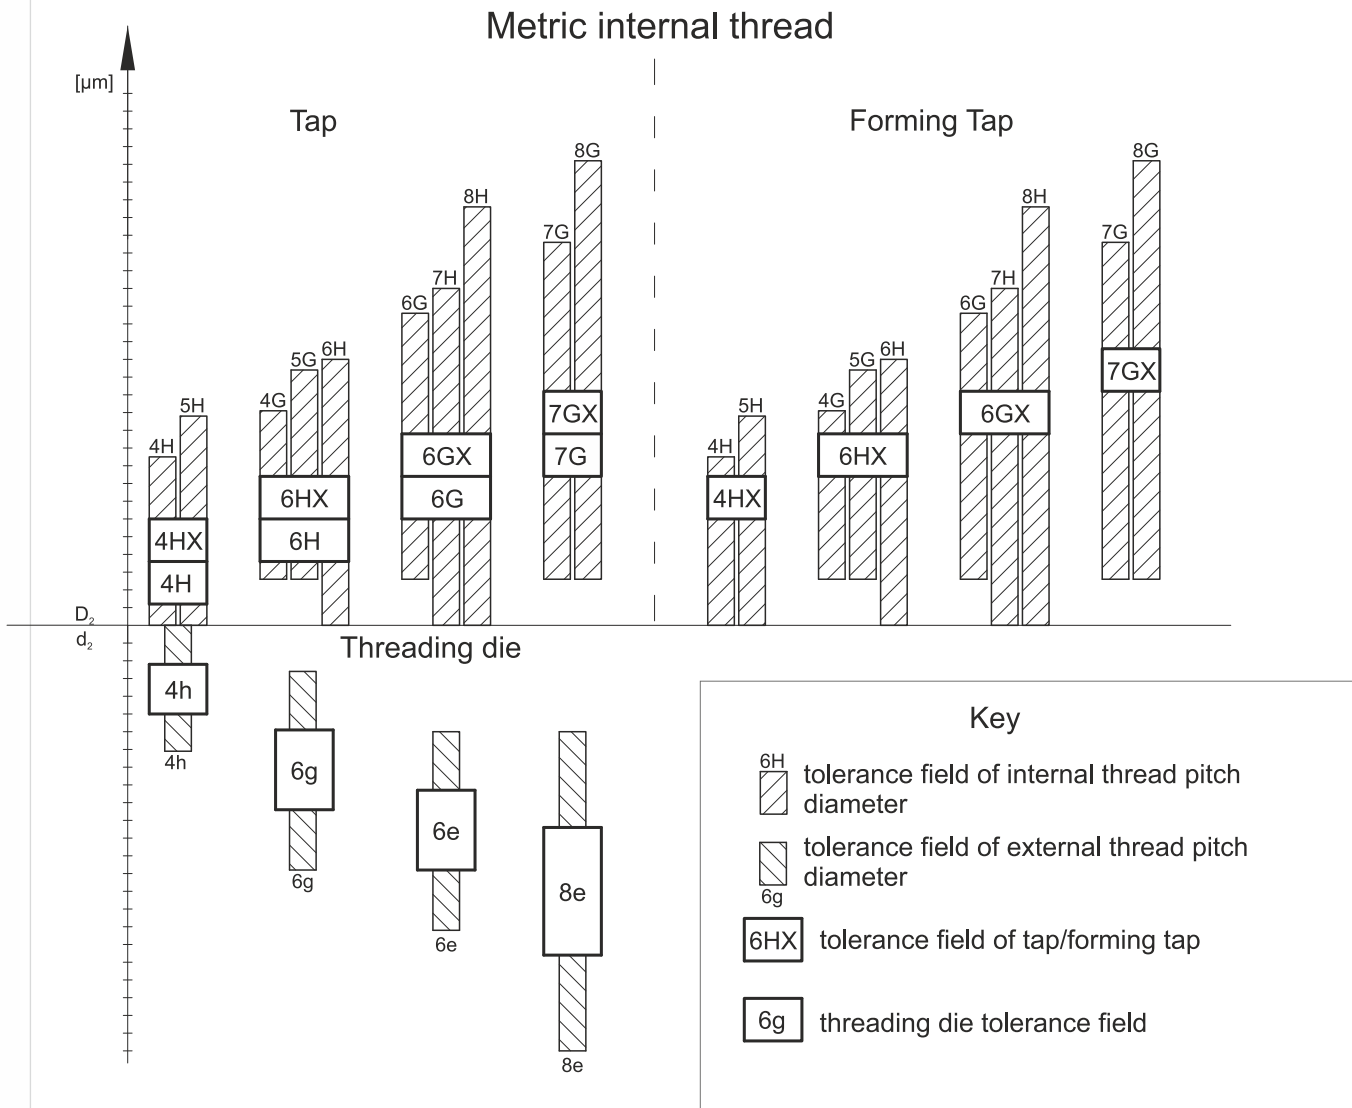 Metric internal thread
[µm]
Tap
Forming Tap
8G
8G
8H
8H
7G
7G
7H
7H
6G
6G
6H
6H
5G
5G
4G
4G
5H
5H
4H
4H
7GX
7GX
6GX
7G
6GX
6HX
6HX
6G
4HX
4HX
6H
4H
D₂
d₂
Threading die
4h
4h
6g
6g
6e
6e
8e
8e
Key
6H
tolerance field of internal thread pitch
diameter
tolerance field of external thread pitch
diameter
6g
6HX
tolerance field of tap/forming tap
6g
threading die tolerance field